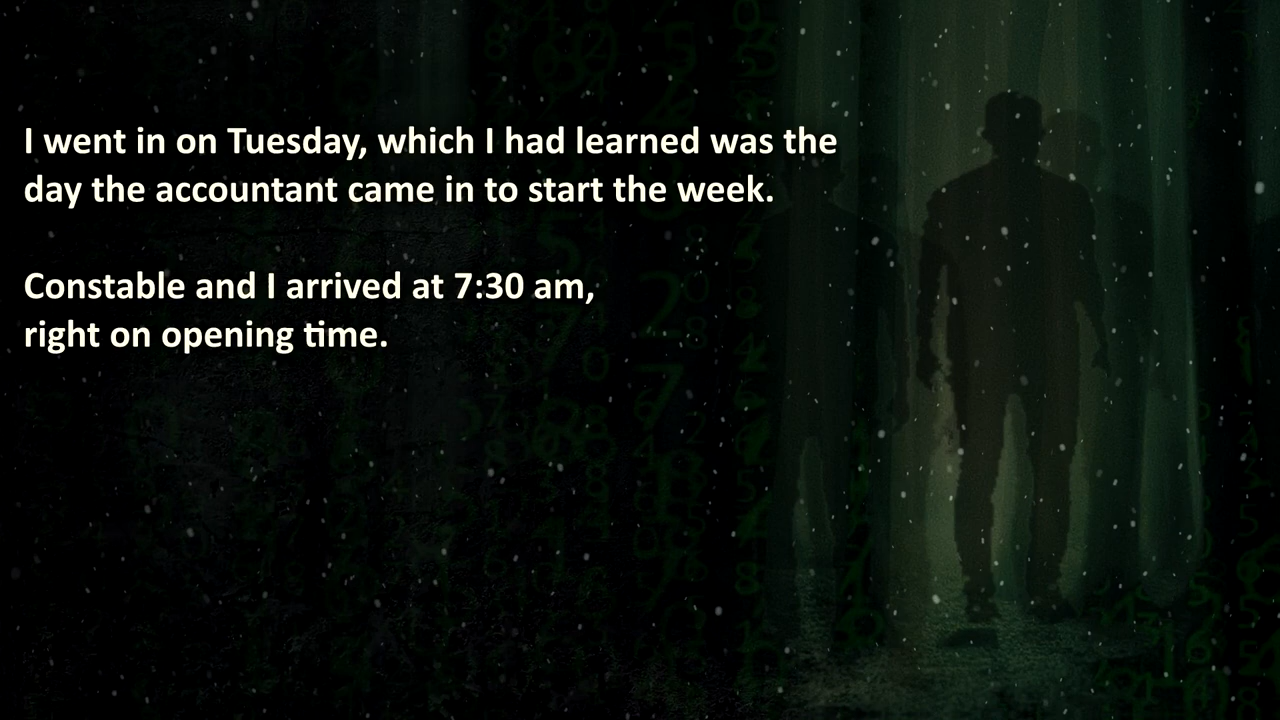 I went in on Tuesday, which I had learned was the
day the accountant came in to start the week.
Constable and I arrived at 7:30 am,
right on opening time.